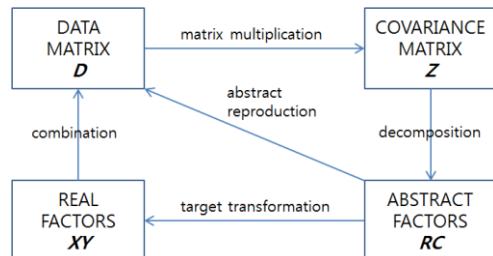 DATA
MATRIX
D
matrix multiplication
COVARIANCE
MATRIX
Z
abstract
reproduction
combination
decomposition
REAL
FACTORS
XY
target transformation
ABSTRACT
FACTORS
RC